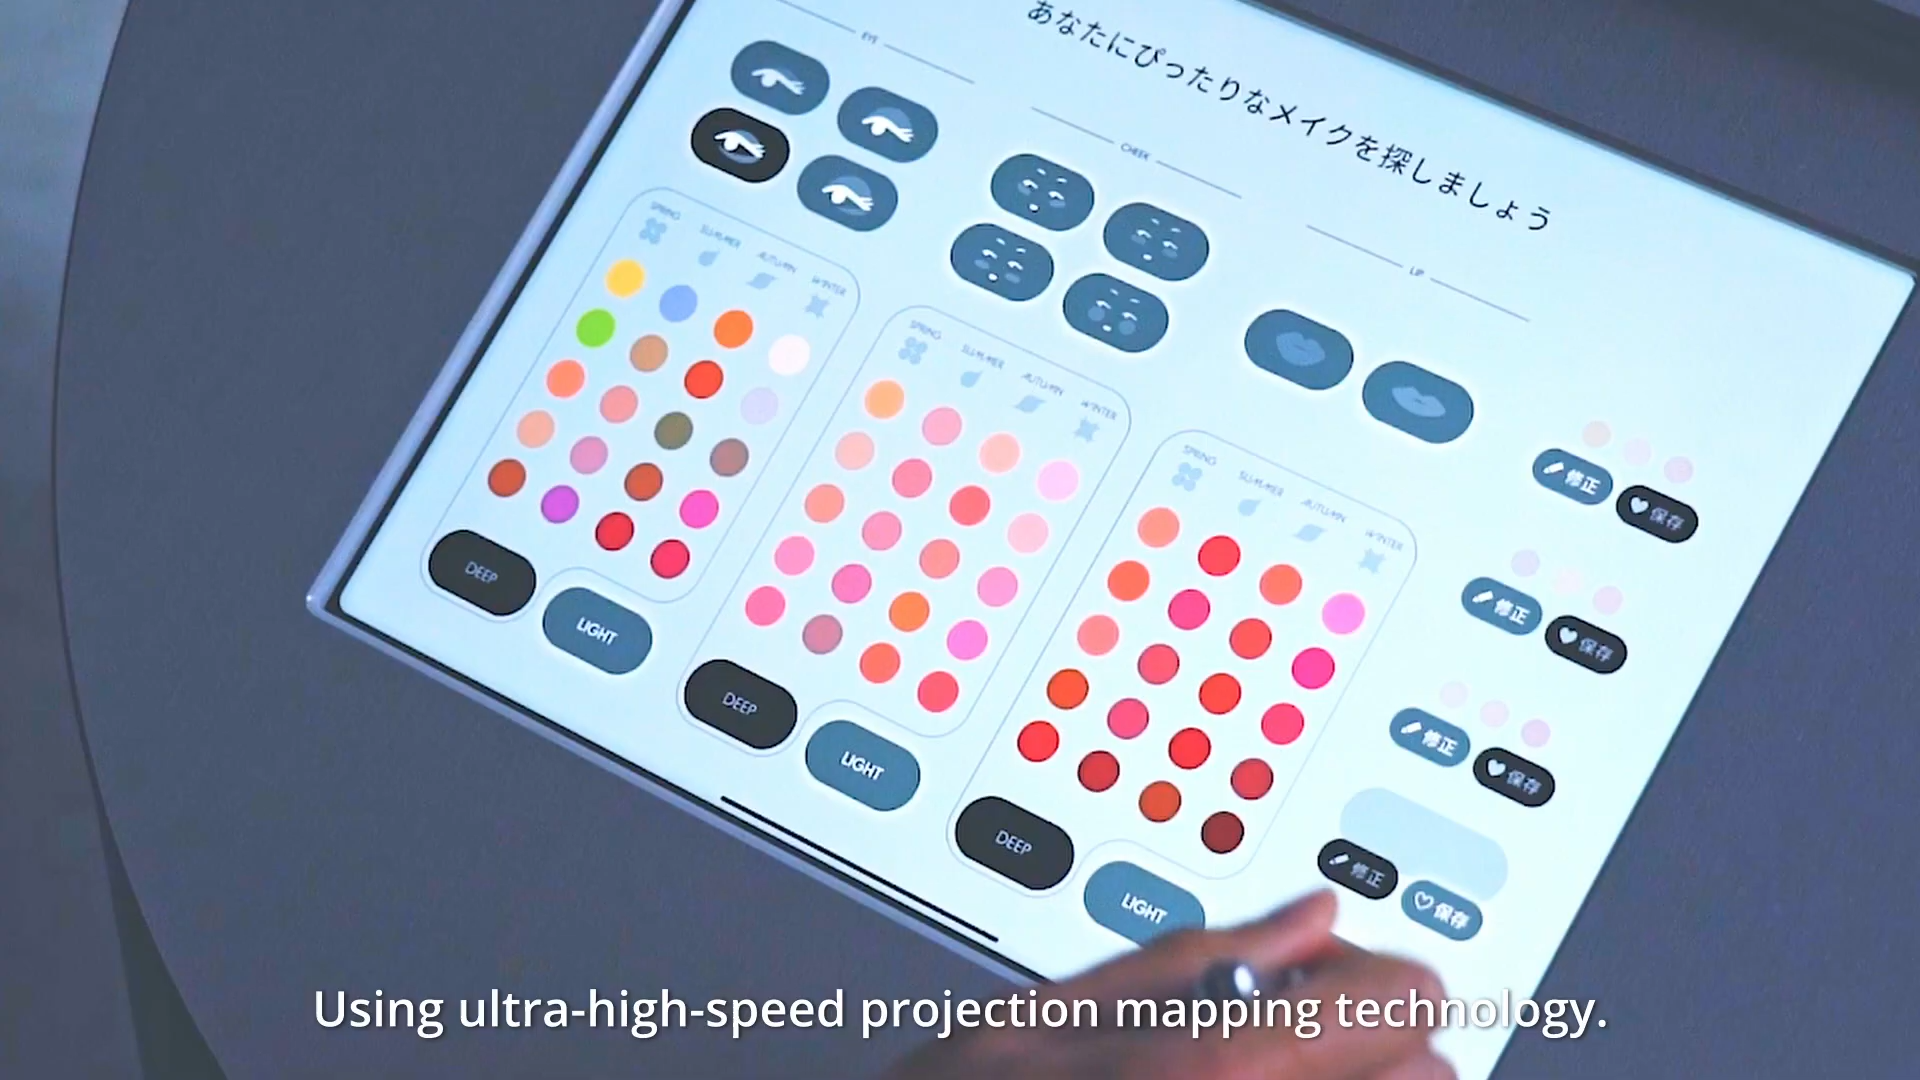 あなたにぴったりなメイクを探しましょう
EYE
CHEEK
LIP
SPRING
SUMMER
AUTUMN
WINTER
SPRING
SUMMER
AUTUMN
WINTER
SPRING
SUMMER
AUTUMN
WINTER
DEEP
LIGHT
DEEP
LIGHT
DEEP
LIGHT
修正
保存
修正
保存
修正
保存
修正
保存
Using ultra-high-speed projection mapping technology.